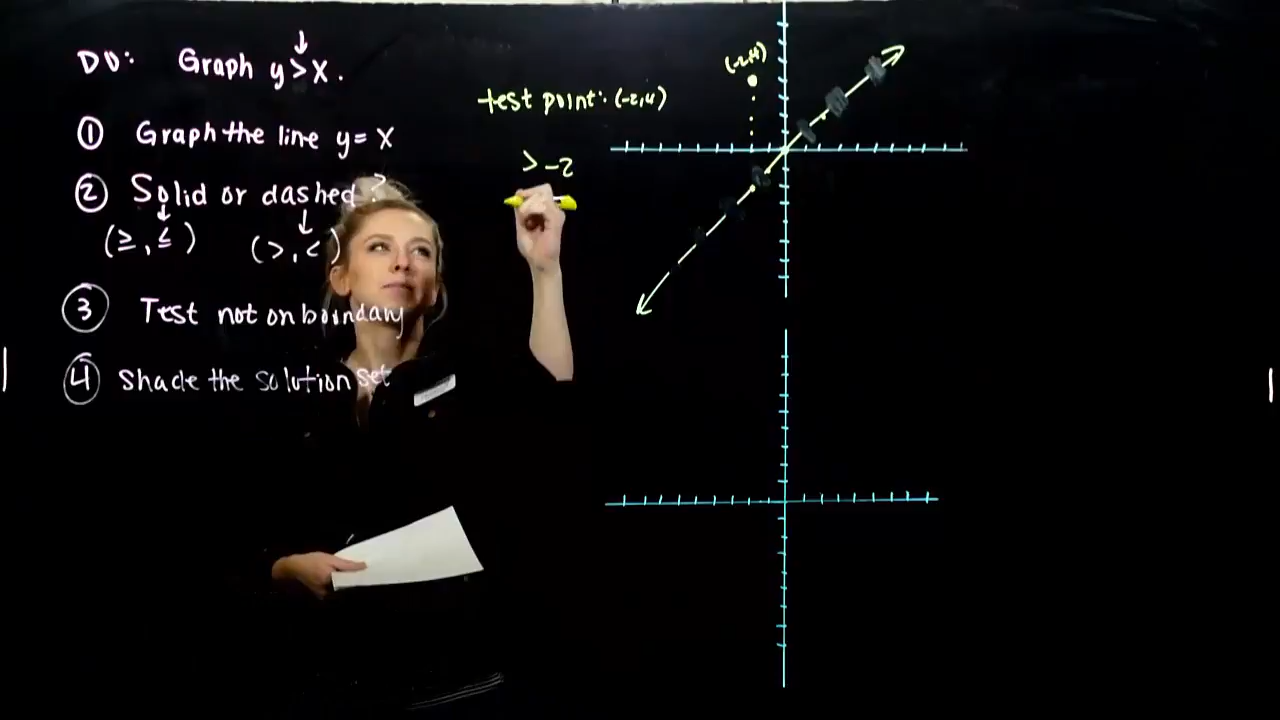 DO: Graph y > x.
① Graph the line y = x
② Solid or dashed?
(≥, ≤) (>, <)
③ Test not on boundary
④ Shade the solution set
test point: (-2,4)
> -2
(-2,4)